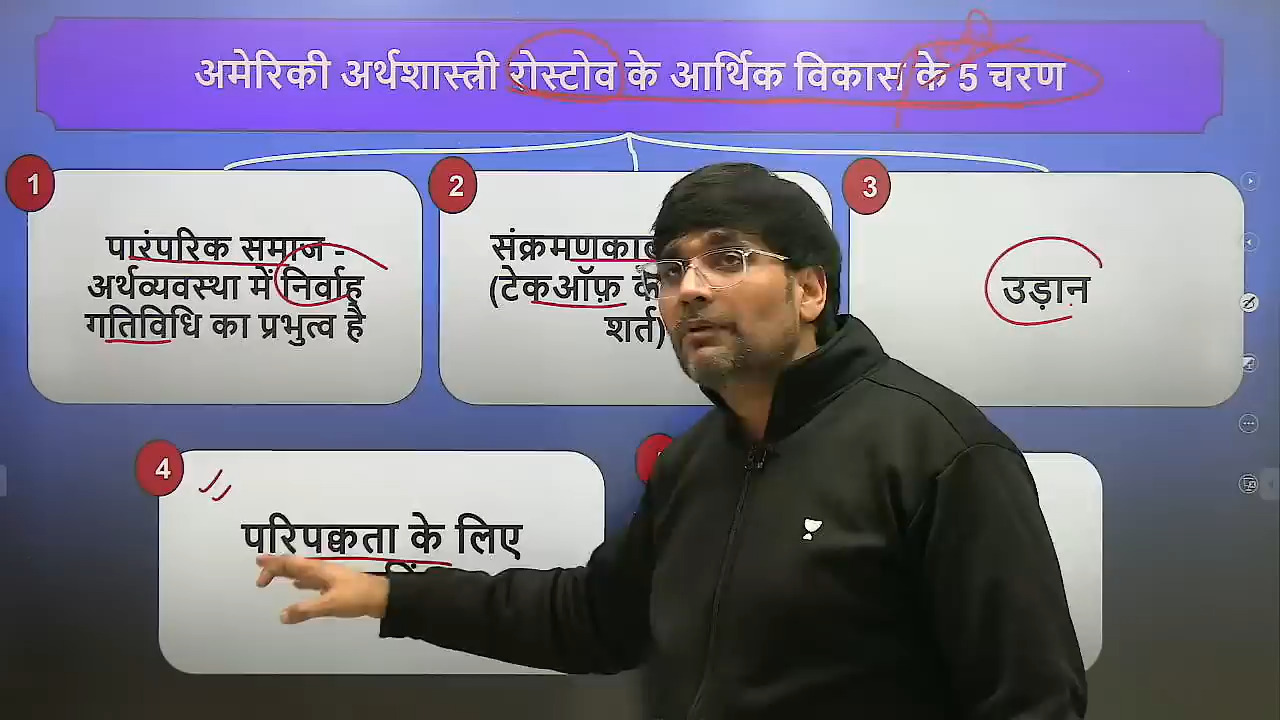 अमेरिकी अर्थशास्त्री रोस्टोव के आर्थिक विकास के 5 चरण
1
पारंपरिक समाज -
अर्थव्यवस्था में निर्वाह
गतिविधि का प्रभुत्व है
2
(टेकऑफ़ के
शर्त)
3
उड़ान
4
परिपक्वता के लिए